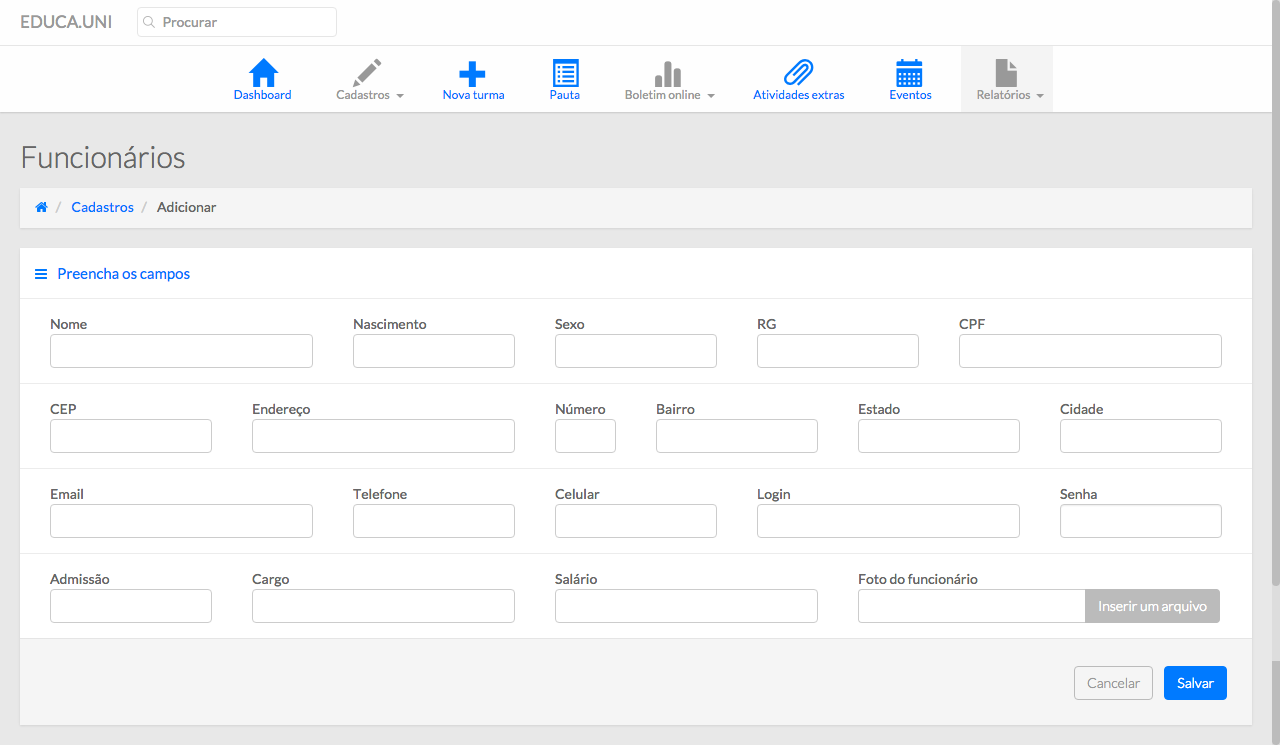 EDUCA.UNI Procurar
Dashboard Cadastros Nova turma Pauta Boletim online Atividades extras Eventos Relatórios
Funcionários
/ Cadastros / Adicionar
Preencha os campos
Nome Nascimento Sexo RG CPF
CEP Endereço Número Bairro Estado Cidade
Email Telefone Celular Login Senha
Admissão Cargo Salário Foto do funcionário
Inserir um arquivo
Cancelar Salvar